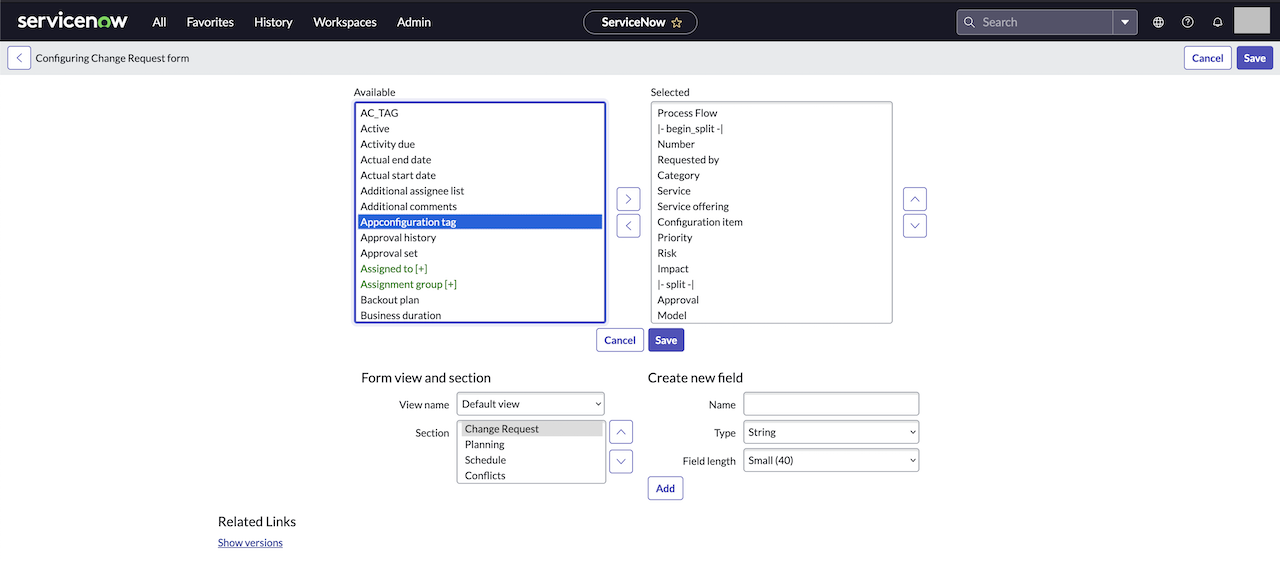 servicenow All Favorites History Workspaces Admin ServiceNow Search
Configuring Change Request form Cancel Save
Available
AC_TAG
Active
Activity due
Actual end date
Actual start date
Additional assignee list
Additional comments
Appconfiguration tag
Approval history
Approval set
Assigned to [+]
Assignment group [+]
Backout plan
Business duration
Selected
Process Flow
|- begin_split -|
Number
Requested by
Category
Service
Service offering
Configuration item
Priority
Risk
Impact
|- split -|
Approval
Model
Cancel Save
Form view and section
View name Default view
Section Change Request
Planning
Schedule
Conflicts
Create new field
Name
Type String
Field length Small (40)
Add
Related Links
Show versions